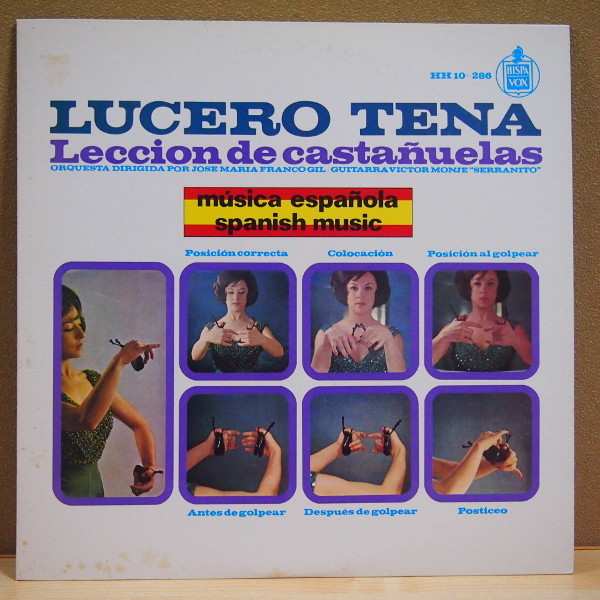 HH 10-286
HISPA
VOX
LUCERO TENA
Leccion de castañuelas
ORQUESTA DIRIGIDA POR JOSE MARIA FRANCO GIL GUITARRA VICTOR MONJE "SERRANITO"
música española
spanish music
Posición correcta
Colocación
Posición al golpear
Antes de golpear
Después de golpear
Posticeo